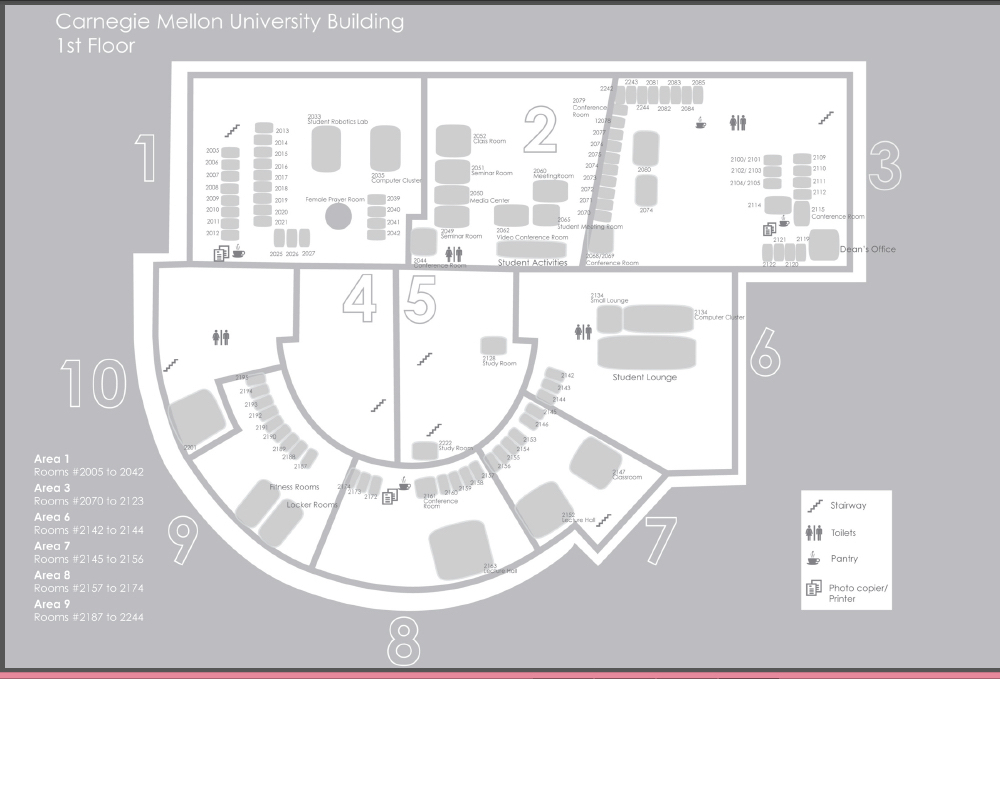 Carnegie Mellon University Building
1st Floor
1
2
3
2005
2006
2007
2008
2009
2010
2011
2012
2013
2014
2015
2016
2017
2018
2019
2020
2021
2025 2026 2027
2033
Student Robotics Lab
2035
Computer Cluster
Female Prayer Room
2039
2040
2041
2042
2052
Class Room
2051
Seminar Room
2050
Media Center
2049
Seminar Room
2044
Conference Room
2060
Meeting Room
2062
Video Conference Room
2065
Student Meeting Room
Student Activities
2068/2069
Conference Room
2079
Conference
Room
2242
2243 2081 2083 2085
2244 2082 2084
2077
2076
2075
2074
2073
2072
2071
2070
2080
2074
2100/ 2101
2102/ 2103
2106/ 2105
2109
2110
2111
2112
2114
2115
Conference Room
2121 2119
2122 2120
Dean's Office
4
5
6
10
2128
Study Room
2222
Study Room
2134
Small Lounge
2134
Computer Cluster
Student Lounge
2142
2143
2144
2145
2146
2153
2154
2155
2156
2147
Classroom
2152
Lecture Hall
2157
2158
2159
2160
2161
Conference
Room
2163
Lecture Hall
2174
2173
2172
2195
2193
2192
2191
2190
2189
2188
2187
2201
Fitness Rooms
Locker Rooms
9
8
7
Area 1
Rooms #2005 to 2042
Area 3
Rooms #2070 to 2123
Area 6
Rooms #2142 to 2144
Area 7
Rooms #2145 to 2156
Area 8
Rooms #2157 to 2174
Area 9
Rooms #2187 to 2244
Stairway
Toilets
Pantry
Photo copier/
Printer